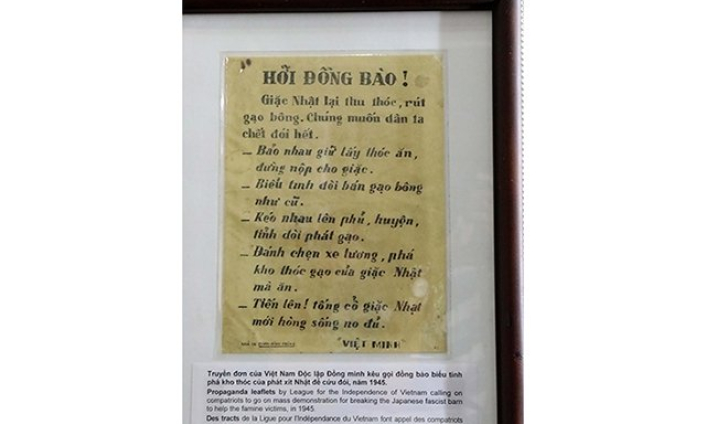 HỠI ĐỒNG BÀO!
Giặc Nhật lại thu thóc, rút
gạo bông. Chúng muốn dân ta
chết đói hết.
– Bảo nhau giữ lấy thóc ăn,
đừng nộp cho giặc.
– Biểu tình đòi bán gạo bông
như cũ.
– Kéo nhau lên phủ, huyện,
tỉnh đòi phát gạo.
– Đánh chẹn xe lương, phá
kho thóc gạo của giặc Nhật
mà ăn.
– Tiến lên! tống cổ giặc Nhật
mới hòng sống no đủ.
"VIỆT MINH"
Truyền đơn của Việt Nam Độc lập Đồng minh kêu gọi đồng bào biểu tình
phá kho thóc của phát xít Nhật để cứu đói, năm 1945.
Propaganda leaflets by League for the Independence of Vietnam calling on
compatriots to go on mass demonstration for breaking the Japanese fascist barn
to help the famine victims, in 1945.
Des tracts de la Ligue pour l'Indépendance du Vietnam font appel des compatriots